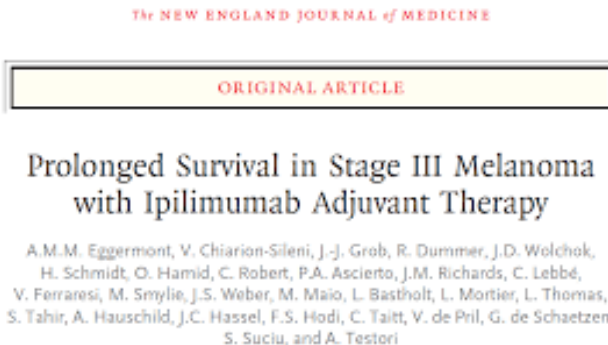 The NEW ENGLAND JOURNAL of MEDICINE
ORIGINAL ARTICLE
Prolonged Survival in Stage III Melanoma
with Ipilimumab Adjuvant Therapy
A.M.M. Eggermont, V. Chiarion-Sileni, J.-J. Grob, R. Dummer, J.D. Wolchok,
H. Schmidt, O. Hamid, C. Robert, P.A. Ascierto, J.M. Richards, C. Lebbé,
V. Ferraresi, M. Smylie, J.S. Weber, M. Maio, L. Bastholt, L. Mortier, L. Thomas,
S. Tahir, A. Hauschild, J.C. Hassel, F.S. Hodi, C. Taitt, V. de Pril, G. de Schaetzen
S. Suciu, and A. Testori